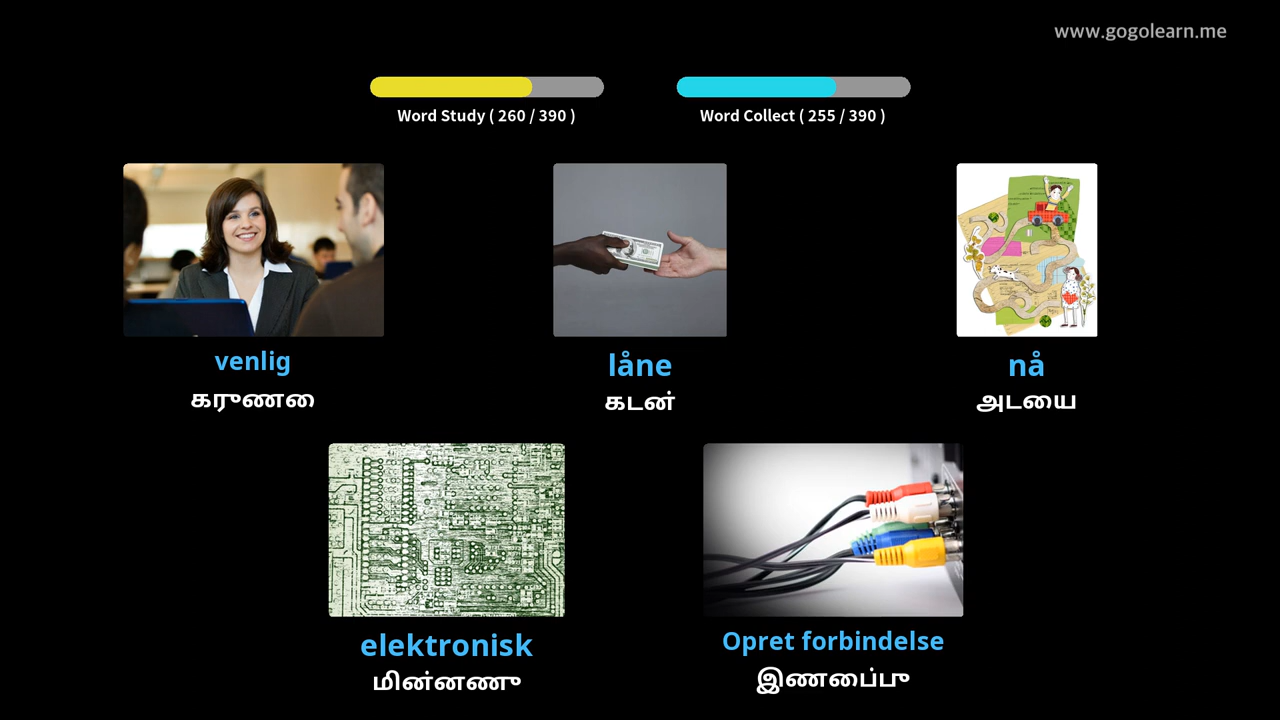 www.gogolearn.me
Word Study ( 260 / 390 )
Word Collect ( 255 / 390 )
venlig
கருணை
låne
கடன்
nå
அடைய
elektronisk
மின்னணு
Opret forbindelse
இணைப்பு